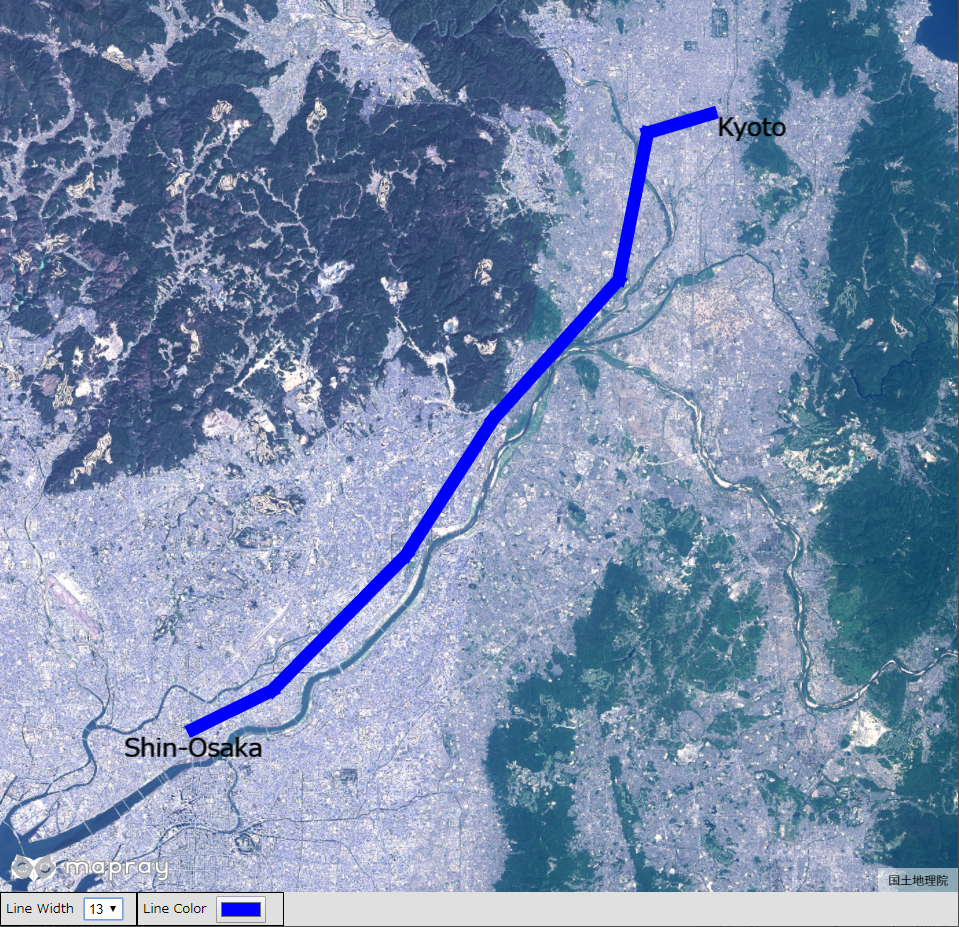 Kyoto
Shin-Osaka
mapray
国土地理院
Line Width 13 Line Color